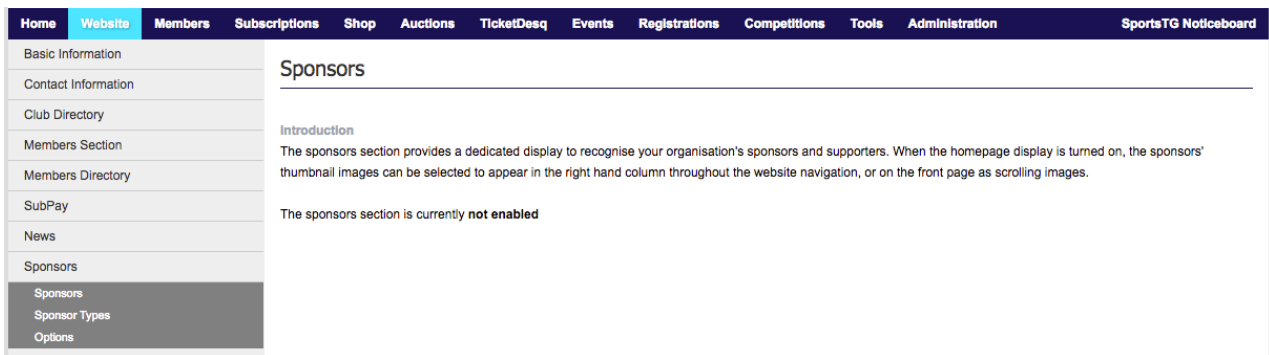 Home Website Members Subscriptions Shop Auctions TicketDesq Events Registrations Competitions Tools Administration SportsTG Noticeboard
Basic Information
Contact Information
Club Directory
Members Section
Members Directory
SubPay
News
Sponsors
Sponsors
Sponsor Types
Options
Sponsors
Introduction
The sponsors section provides a dedicated display to recognise your organisation's sponsors and supporters. When the homepage display is turned on, the sponsors'
thumbnail images can be selected to appear in the right hand column throughout the website navigation, or on the front page as scrolling images.
The sponsors section is currently not enabled